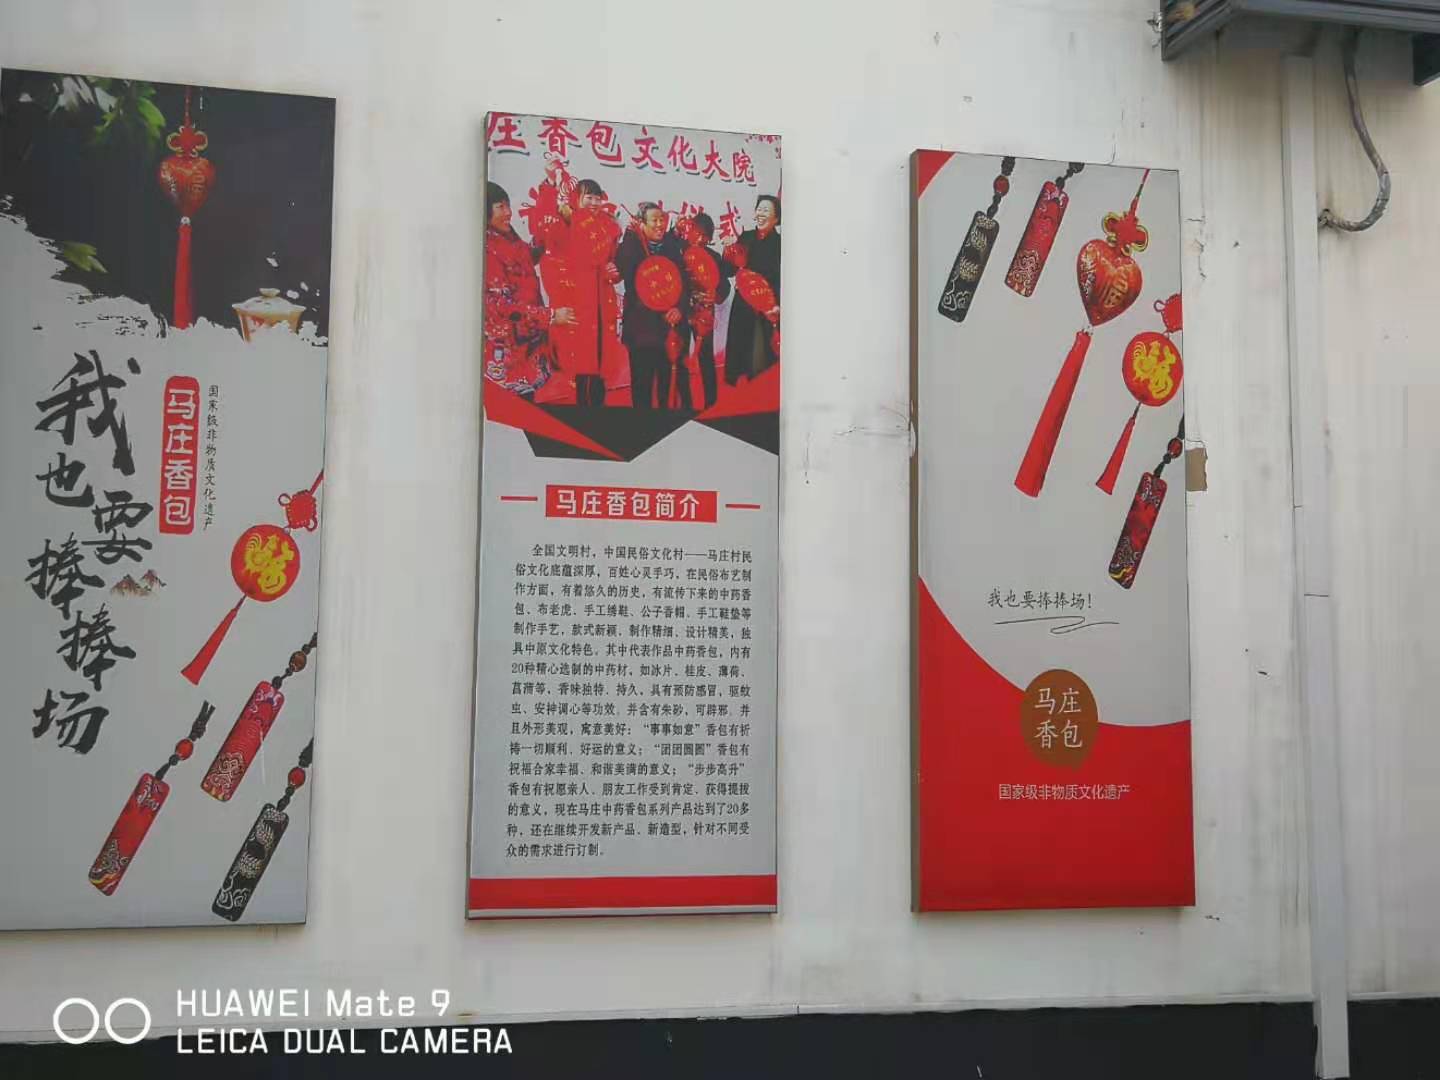 我也要捧捧场
马庄香包
国家级非物质文化遗产
庄香包文化大院
式
马庄香包简介
全国文明村，中国民俗文化村——马庄村民
俗文化底蕴深厚，百姓心灵手巧，在民俗布艺制
作方面，有着悠久的历史，有流传下来的中药香
包、布老虎、手工绣鞋、公子香帽、手工鞋垫等
制作手艺，款式新颖、制作精细、设计精美，独
具中原文化特色。其中代表作品中药香包，内有
20种精心选制的中药材，如冰片、桂皮、薄荷、
菖蒲等，香味独特、持久，具有预防感冒，驱蚊
虫、安神调心等功效。并含有朱砂，可辟邪。并
且外形美观，寓意美好：“事事如意”香包有祈
祷一切顺利、好运的意义；“团团圆圆”香包有
祝福合家幸福、和谐美满的意义；“步步高升”
香包有祝愿亲人、朋友工作受到肯定、获得提拔
的意义，现在马庄中药香包系列产品达到了20多
种，还在继续开发新产品、新造型，针对不同受
众的需求进行订制。
福
我也要捧捧场！
马庄
香包
国家级非物质文化遗产
HUAWEI Mate 9
LEICA DUAL CAMERA